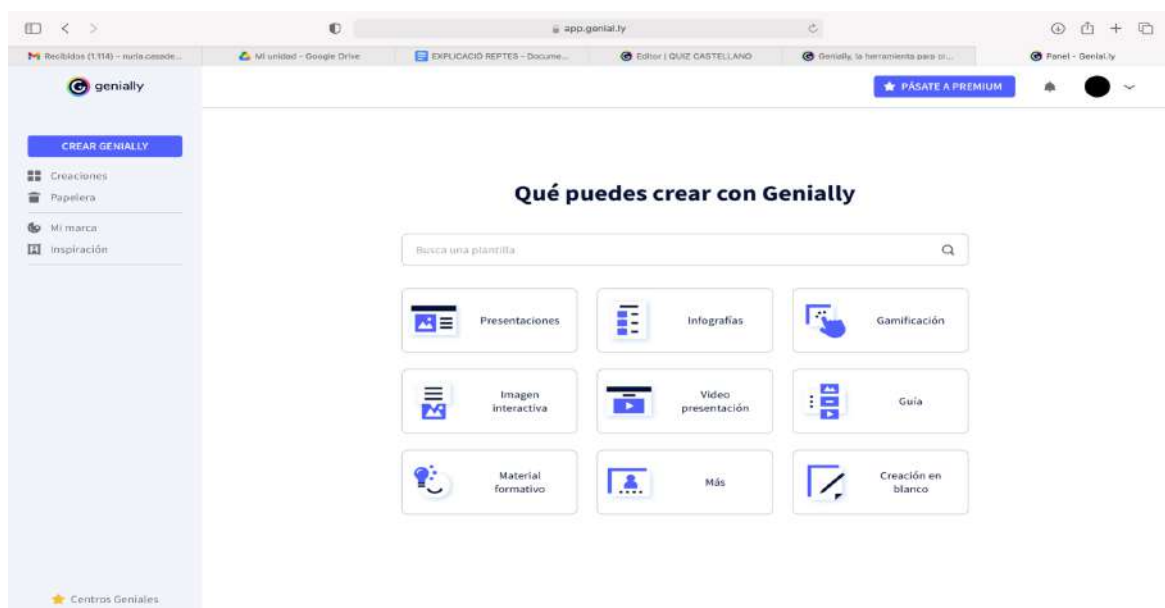 app.genial.ly
Recibidos (1.114) – nuria.casade...
Mi unidad – Google Drive
EXPLICACIÓ REPTES – Docume...
Editor | QUIZ CASTELLANO
Genially, la herramienta para cr...
Panel – Genial.ly
genially
PÁSATE A PREMIUM
CREAR GENIALLY
Creaciones
Papelera
Mi marca
Inspiración
Qué puedes crear con Genially
Busca una plantilla
Presentaciones
Infografías
Gamificación
Imagen
interactiva
Video
presentación
Guía
Material
formativo
Más
Creación en
blanco
Centros Geniales